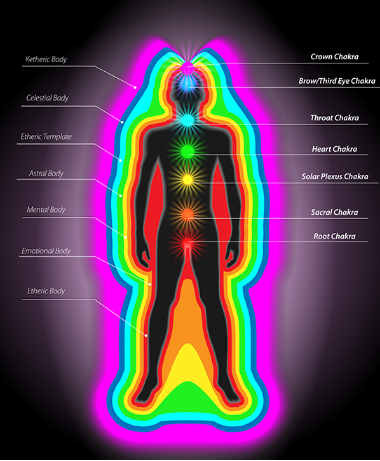 Crown Chakra
Ketheric Body
Brow/Third Eye Chakra
Celestial Body
Throat Chakra
Etheric Template
Heart Chakra
Astral Body
Solar Plexus Chakra
Mental Body
Sacral Chakra
Root Chakra
Emotional Body
Etheric Body